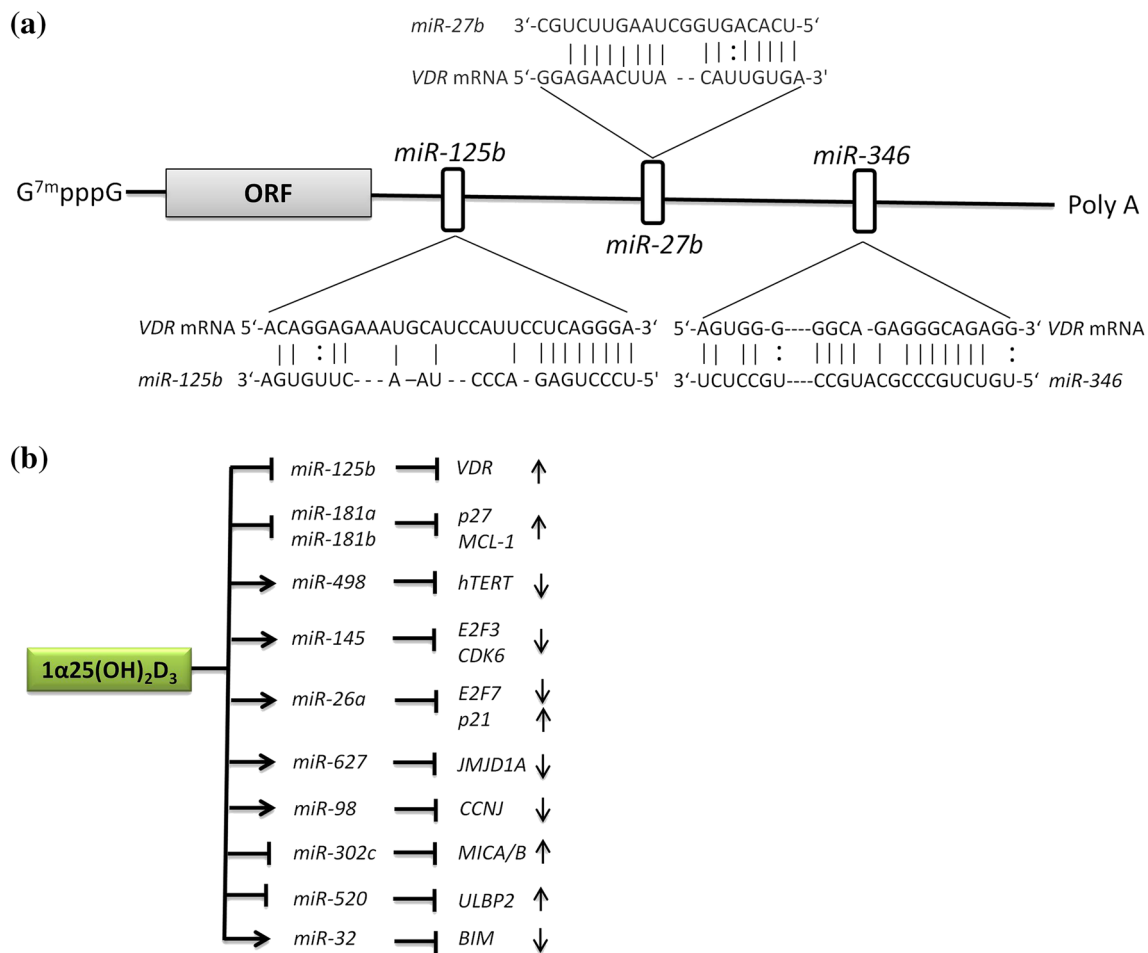 (a)
miR-27b 3‘-CGUCUUGAAUCGGUGACACU-5‘
VDR mRNA 5‘-GGAGAACUUA - - CAUUGUGA-3'
miR-125b
miR-346
G7mpppG
ORF
Poly A
miR-27b
VDR mRNA 5‘-ACAGGAGAAAUGCAUCCAUUCCUCAGGGA-3‘
5‘-AGUGG-G----GGCA -GAGGGCAGAGG-3‘ VDR mRNA
miR-125b 3‘-AGUGUUC- - -A –AU - -CCCA - GAGUCCCU-5'
3‘-UCUCCGU----CCGUACGCCCGUCUGU-5‘ miR-346
(b)
miR-125b VDR ↑
miR-181a p27 ↑
miR-181b MCL-1
miR-498 hTERT ↓
miR-145 E2F3 ↓
CDK6
1α25(OH)2D3
miR-26a E2F7 ↓
p21 ↑
miR-627 JMJD1A ↓
miR-98 CCNJ ↓
miR-302c MICA/B ↑
miR-520 ULBP2 ↑
miR-32 BIM ↓